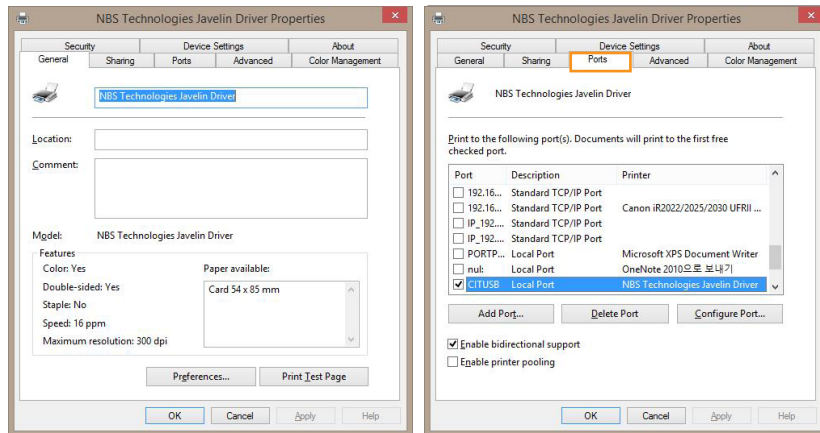 NBS Technologies Javelin Driver Properties
Security Device Settings About
General Sharing Ports Advanced Color Management
NBS Technologies Javelin Driver
Location:
Comment:
Model: NBS Technologies Javelin Driver
Features
Color: Yes
Paper available:
Double-sided: Yes
Card 54 x 85 mm
Staple: No
Speed: 16 ppm
Maximum resolution: 300 dpi
Preferences... Print Test Page
OK Cancel Apply Help
NBS Technologies Javelin Driver Properties
Security Device Settings About
General Sharing Ports Advanced Color Management
NBS Technologies Javelin Driver
Print to the following port(s). Documents will print to the first free
checked port.
Port Description Printer
192.16... Standard TCP/IP Port
192.16... Standard TCP/IP Port Canon iR2022/2025/2030 UFRII ...
IP_192.... Standard TCP/IP Port
IP_192.... Standard TCP/IP Port
PORTP... Local Port Microsoft XPS Document Writer
nul: Local Port OneNote 2010으로 보내기
CITUSB Local Port NBS Technologies Javelin Driver
Add Port... Delete Port Configure Port...
Enable bidirectional support
Enable printer pooling
OK Cancel Apply Help